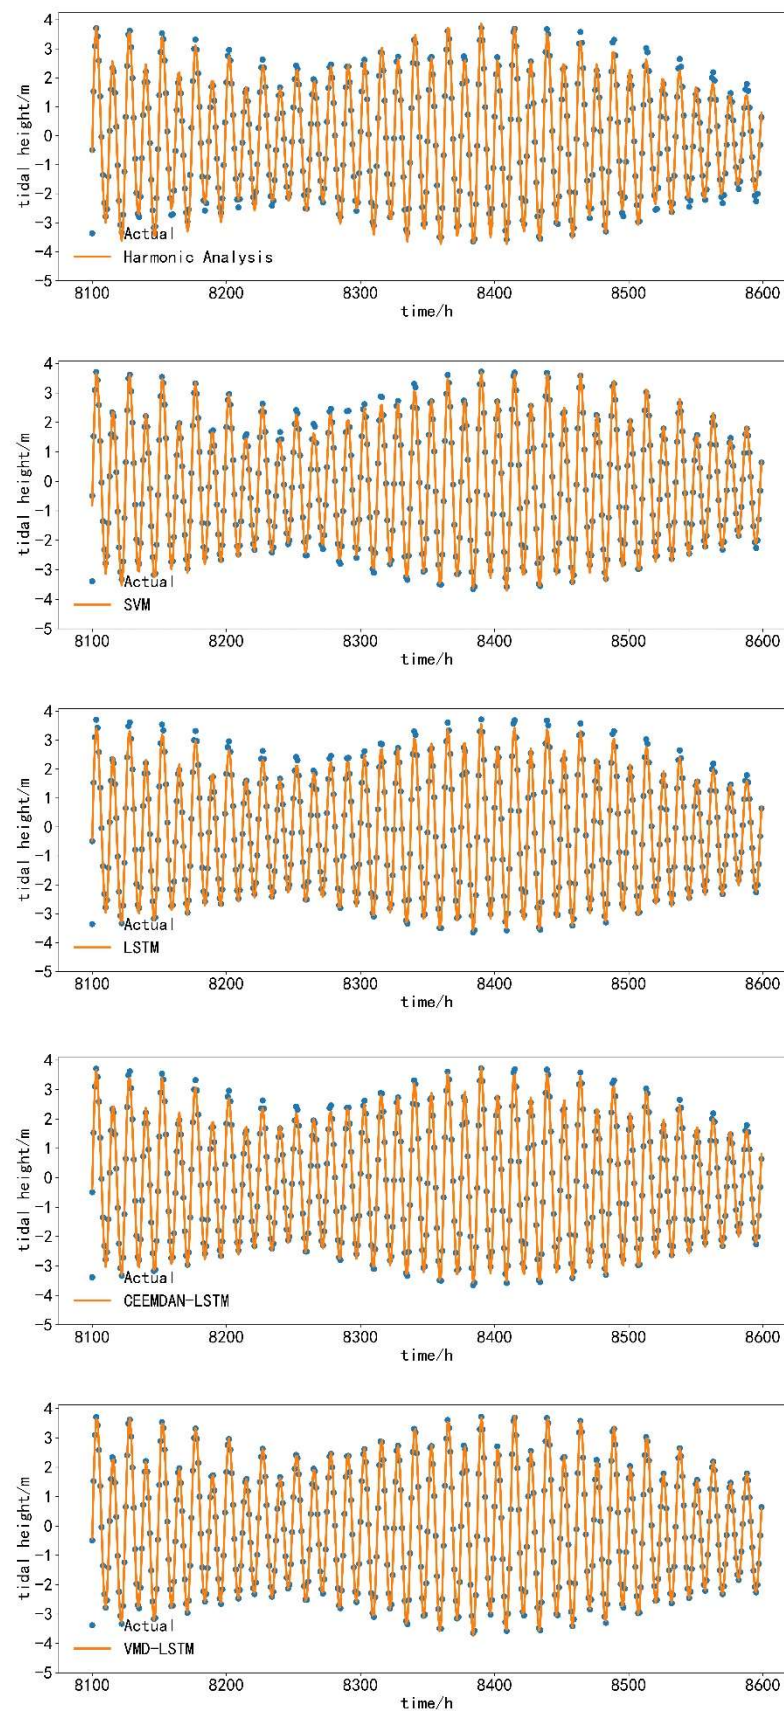 4
3
2
1
0
-1
-2
-3
-4
-5
tidal height/m
Actual
Harmonic Analysis
8100 8200 8300 8400 8500 8600
time/h
4
3
2
1
0
-1
-2
-3
-4
-5
tidal height/m
Actual
SVM
8100 8200 8300 8400 8500 8600
time/h
4
3
2
1
0
-1
-2
-3
-4
-5
tidal height/m
Actual
LSTM
8100 8200 8300 8400 8500 8600
time/h
4
3
2
1
0
-1
-2
-3
-4
-5
tidal height/m
Actual
CEEMDAN-LSTM
8100 8200 8300 8400 8500 8600
time/h
4
3
2
1
0
-1
-2
-3
-4
-5
tidal height/m
Actual
VMD-LSTM
8100 8200 8300 8400 8500 8600
time/h